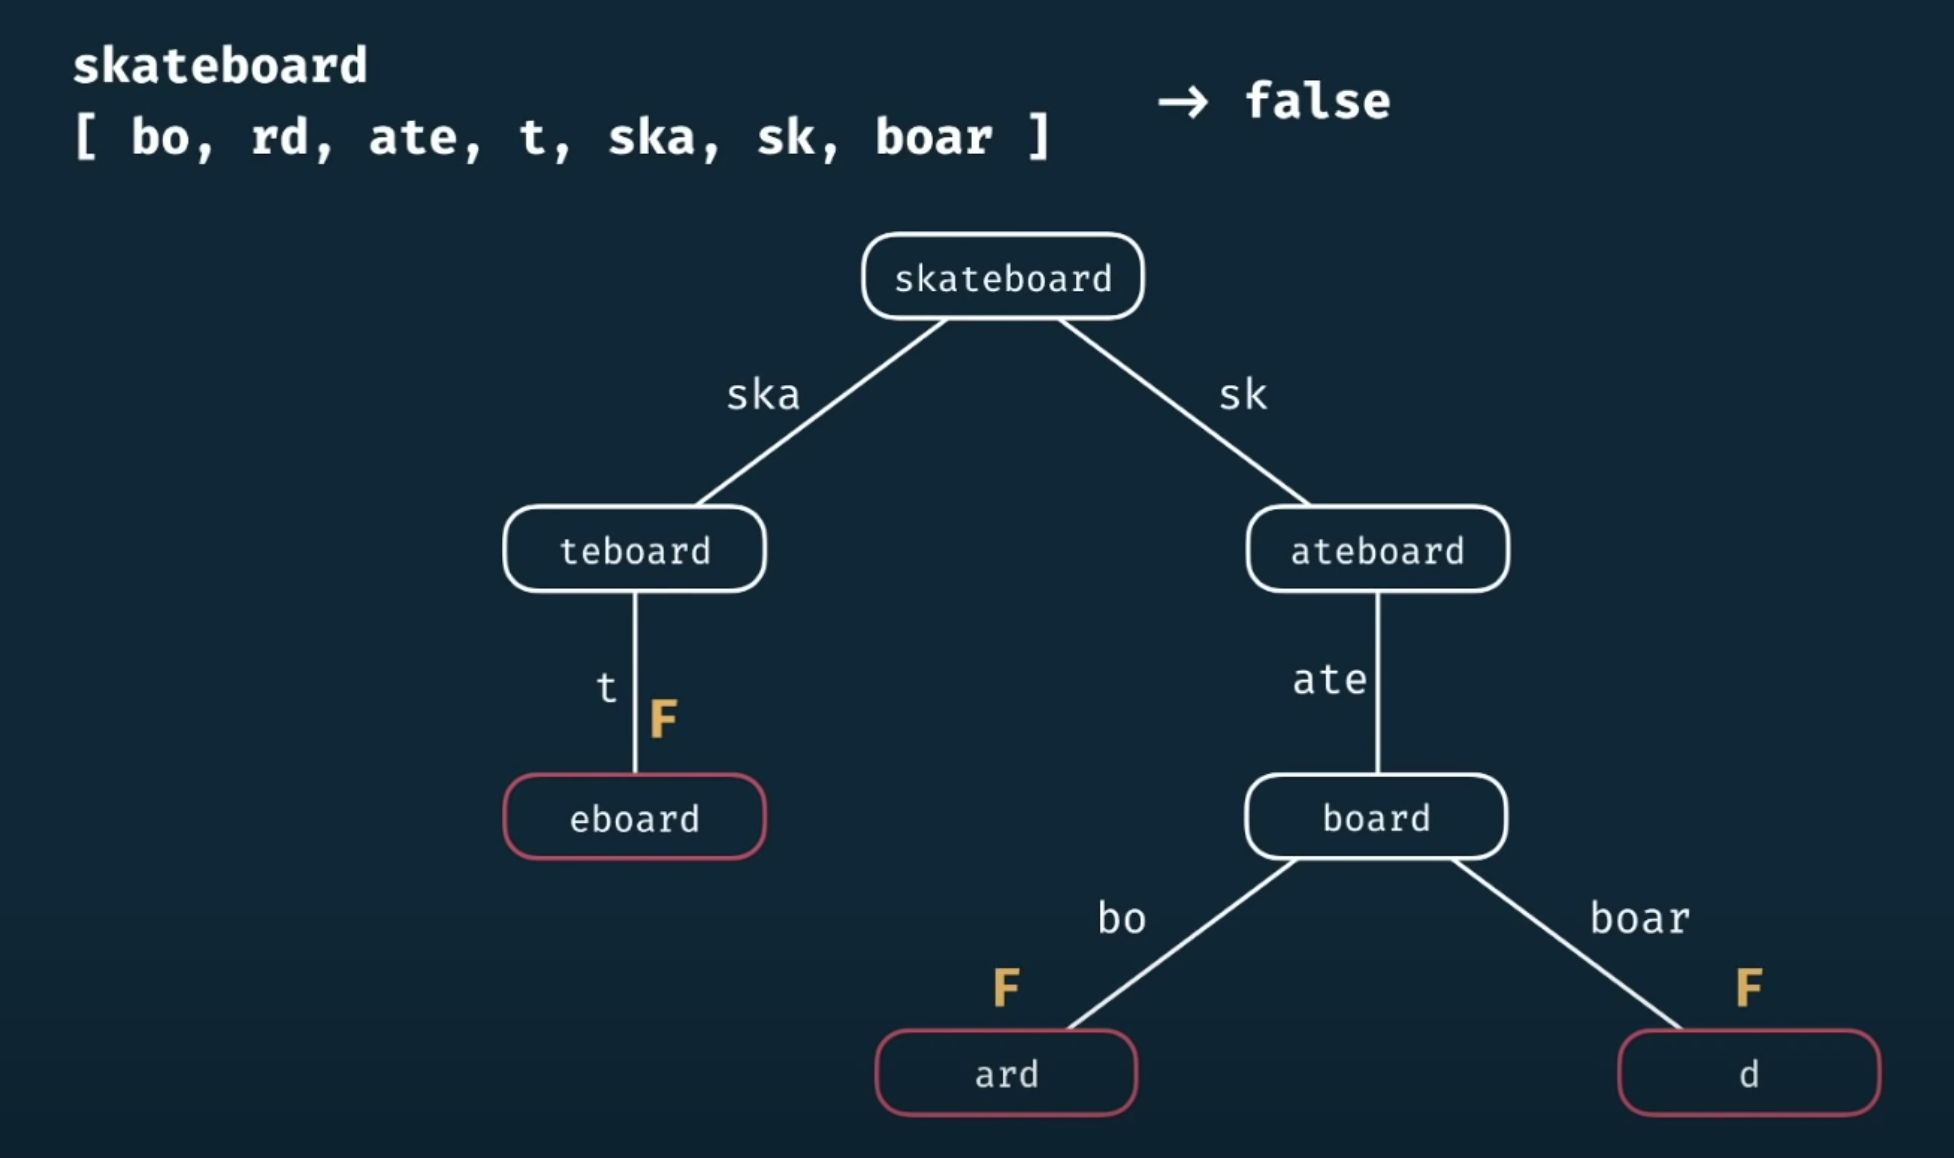 skateboard
[ bo, rd, ate, t, ska, sk, boar ]
→ false
skateboard
ska
sk
teboard
ateboard
t
F
ate
eboard
board
bo
boar
F
F
ard
d